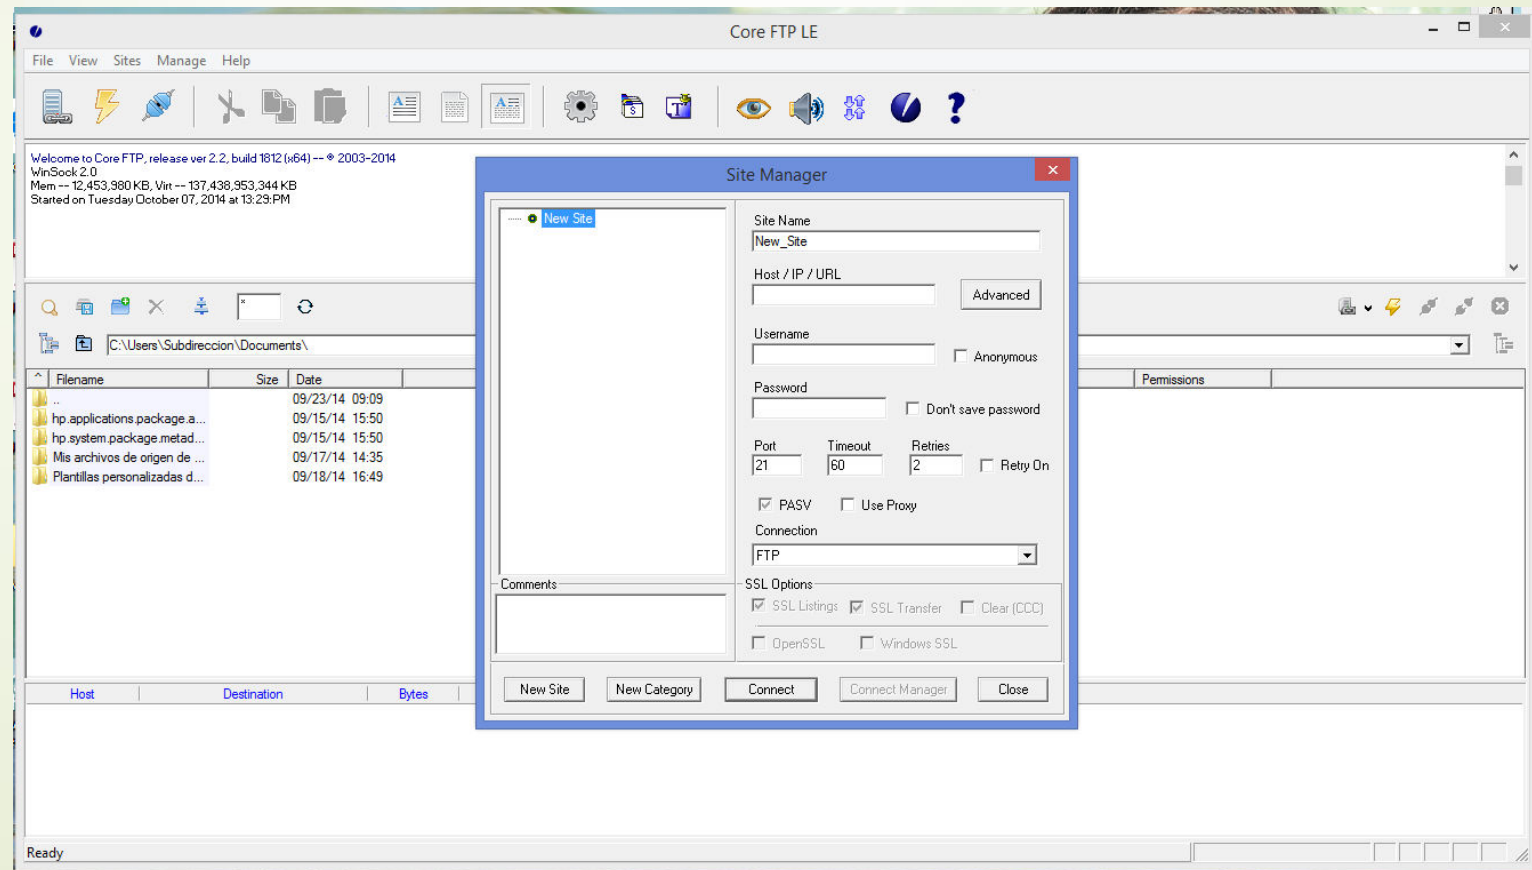 Core FTP LE
File View Sites Manage Help
Welcome to Core FTP, release ver 2.2, build 1812 (x64) -- © 2003-2014
WinSock 2.0
Mem -- 12,453,980 KB, Virt -- 137,438,953,344 KB
Started on Tuesday October 07, 2014 at 13:29:PM
*
C:\Users\Subdireccion\Documents\
Filename Size Date Permissions
.. 09/23/14 09:09
hp.applications.package.a... 09/15/14 15:50
hp.system.package.metad... 09/15/14 15:50
Mis archivos de origen de ... 09/17/14 14:35
Plantillas personalizadas d... 09/18/14 16:49
Host Destination Bytes
Ready
Site Manager
New Site
Site Name
New_Site
Host / IP / URL
Advanced
Username
Anonymous
Password
Don't save password
Port Timeout Retries
21 60 2 Retry On
PASV Use Proxy
Connection
FTP
Comments
SSL Options
SSL Listings SSL Transfer Clear (CCC)
OpenSSL Windows SSL
New Site New Category Connect Connect Manager Close